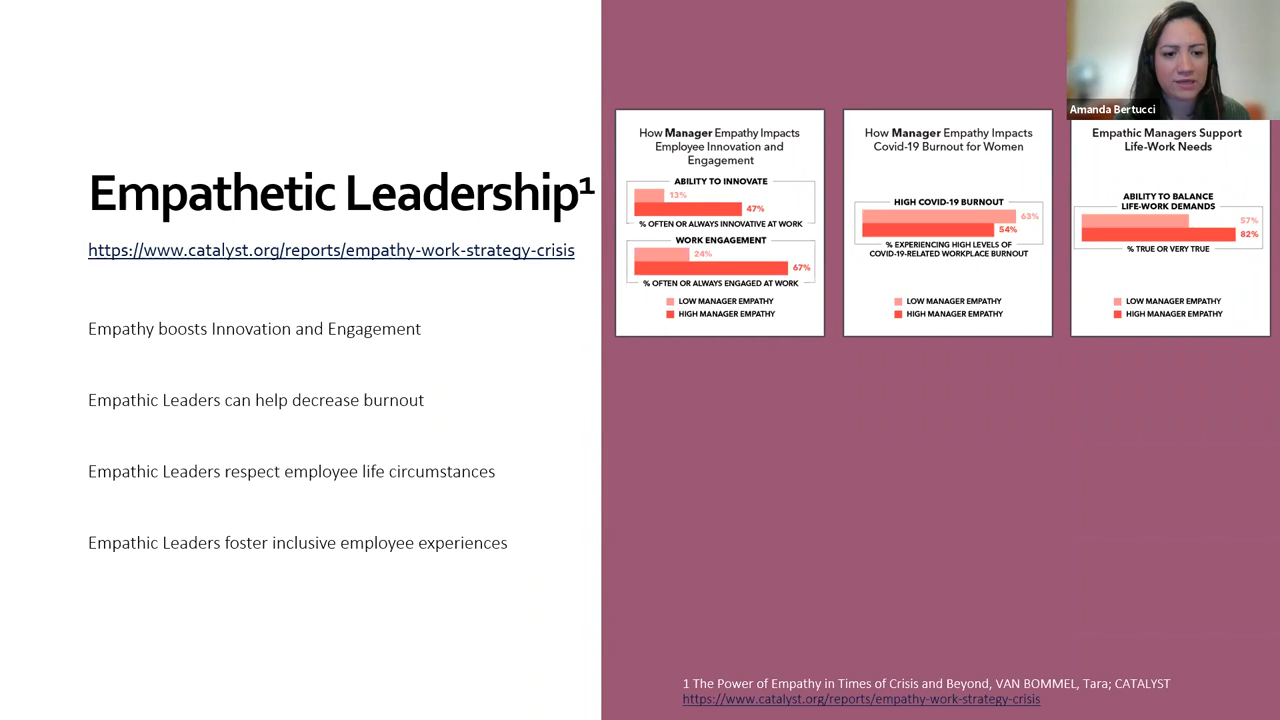 Empathetic Leadership¹
https://www.catalyst.org/reports/empathy-work-strategy-crisis
Empathy boosts Innovation and Engagement
Empathic Leaders can help decrease burnout
Empathic Leaders respect employee life circumstances
Empathic Leaders foster inclusive employee experiences
How Manager Empathy Impacts
Employee Innovation and
Engagement
ABILITY TO INNOVATE
13%
47%
% OFTEN OR ALWAYS INNOVATIVE AT WORK
WORK ENGAGEMENT
24%
67%
% OFTEN OR ALWAYS ENGAGED AT WORK
LOW MANAGER EMPATHY
HIGH MANAGER EMPATHY
How Manager Empathy Impacts
Covid-19 Burnout for Women
HIGH COVID-19 BURNOUT
63%
54%
% EXPERIENCING HIGH LEVELS OF
COVID-19-RELATED WORKPLACE BURNOUT
LOW MANAGER EMPATHY
HIGH MANAGER EMPATHY
Amanda Bertucci
Empathic Managers Support
Life-Work Needs
ABILITY TO BALANCE
LIFE-WORK DEMANDS
57%
82%
% TRUE OR VERY TRUE
LOW MANAGER EMPATHY
HIGH MANAGER EMPATHY
1 The Power of Empathy in Times of Crisis and Beyond, VAN BOMMEL, Tara; CATALYST
https://www.catalyst.org/reports/empathy-work-strategy-crisis